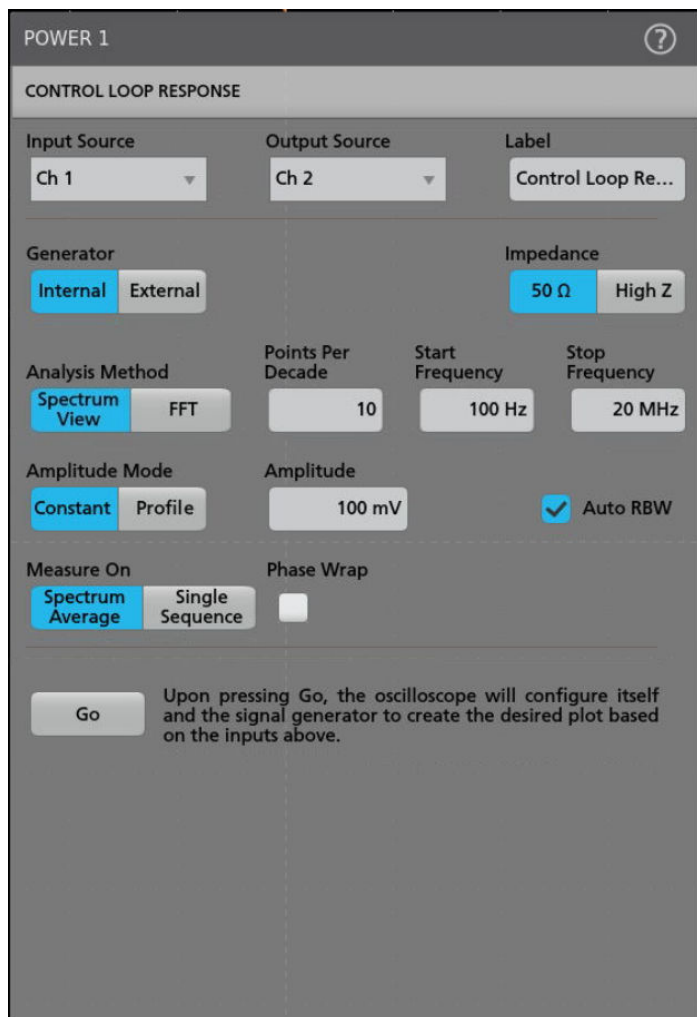 POWER 1
?
CONTROL LOOP RESPONSE
Input Source Output Source Label
Ch 1 Ch 2 Control Loop Re...
Generator Impedance
Internal External 50 Ω High Z
Points Per Start Stop
Analysis Method Decade Frequency Frequency
Spectrum
View FFT 10 100 Hz 20 MHz
Amplitude Mode Amplitude
Constant Profile 100 mV Auto RBW
Measure On Phase Wrap
Spectrum Single
Average Sequence
Go
Upon pressing Go, the oscilloscope will configure itself
and the signal generator to create the desired plot based
on the inputs above.